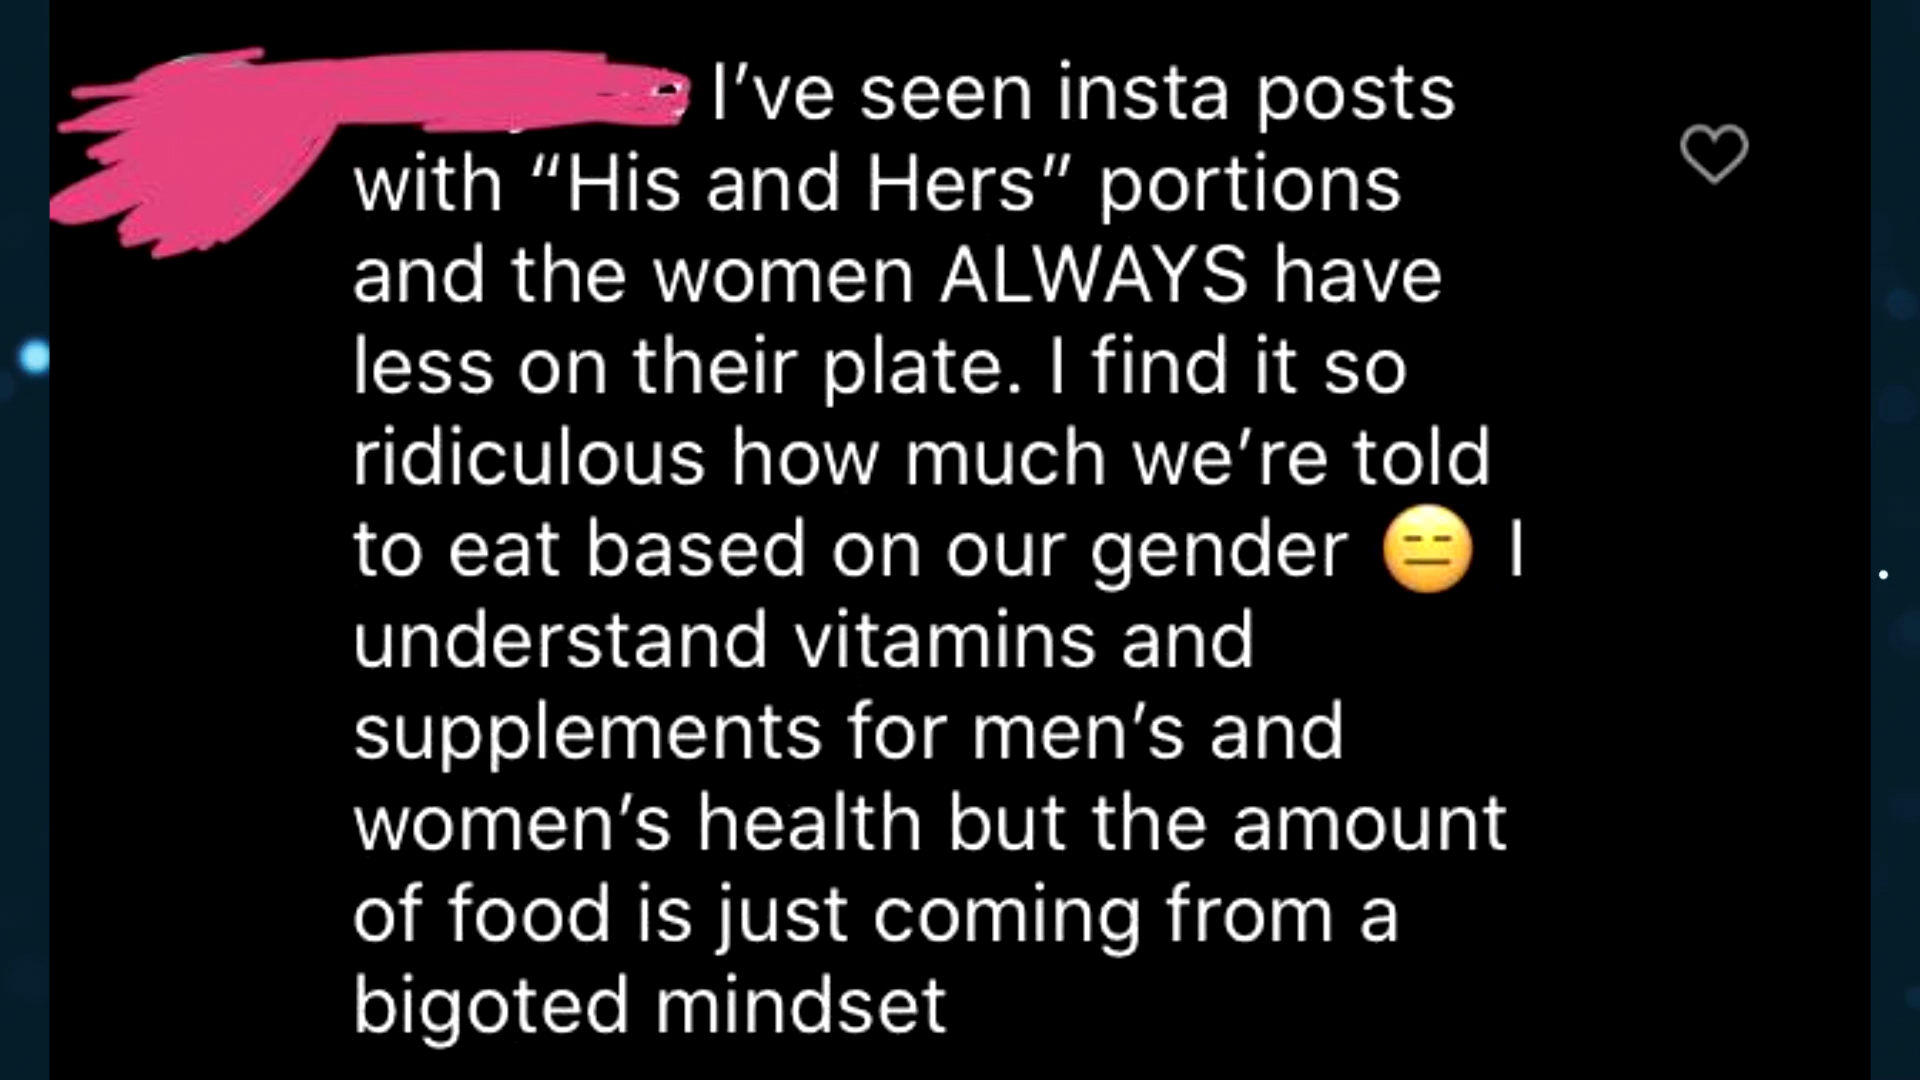 I’ve seen insta posts
with “His and Hers” portions
and the women ALWAYS have
less on their plate. I find it so
ridiculous how much we’re told
to eat based on our gender 😑 I
understand vitamins and
supplements for men’s and
women’s health but the amount
of food is just coming from a
bigoted mindset